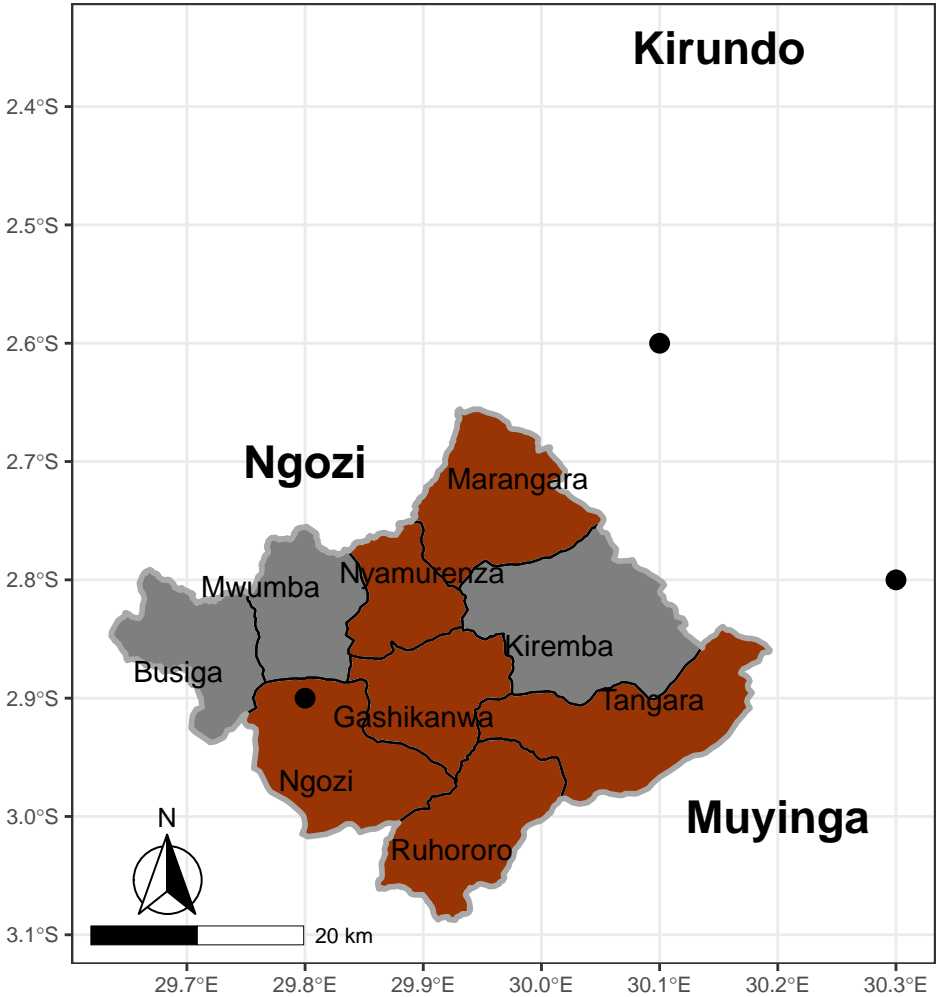 Kirundo
2.4°S
2.5°S
2.6°S
2.7°S
Ngozi
Marangara
2.8°S
Mwumba
Nyamurenza
Kiremba
Busiga
2.9°S
Tangara
Gashikanwa
Ngozi
3.0°S
Muyinga
N
Ruhororo
3.1°S
20 km
29.7°E 29.8°E 29.9°E 30.0°E 30.1°E 30.2°E 30.3°E